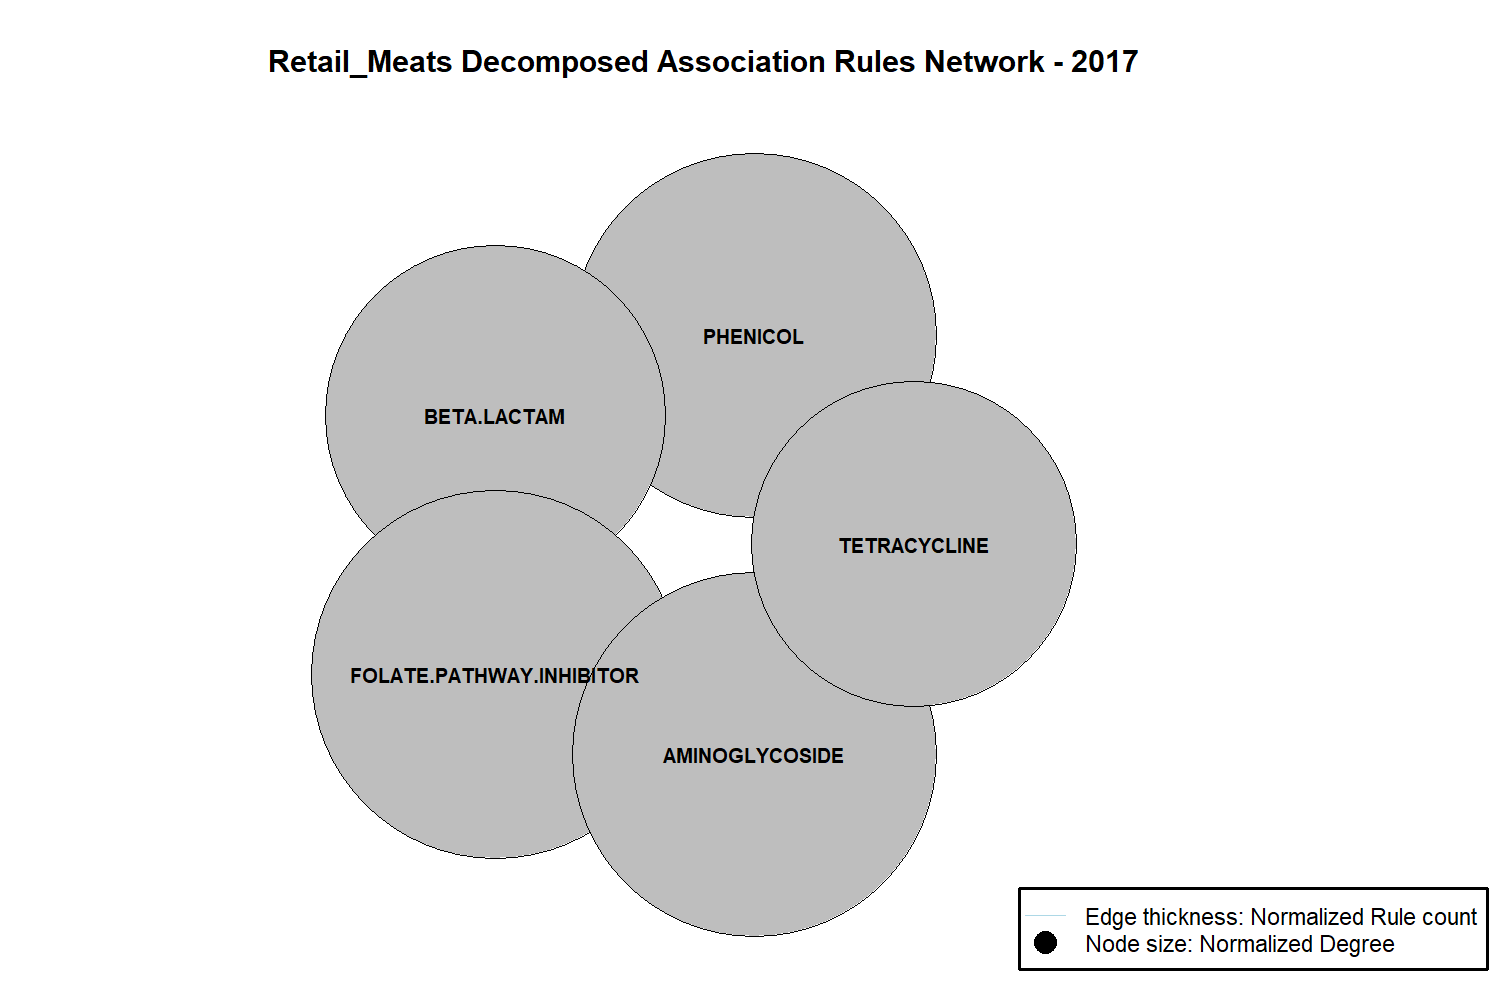 Retail_Meats Decomposed Association Rules Network - 2017
PHENICOL
BETA.LACTAM
TETRACYCLINE
FOLATE.PATHWAY.INHIBITOR
AMINOGLYCOSIDE
Edge thickness: Normalized Rule count
Node size: Normalized Degree